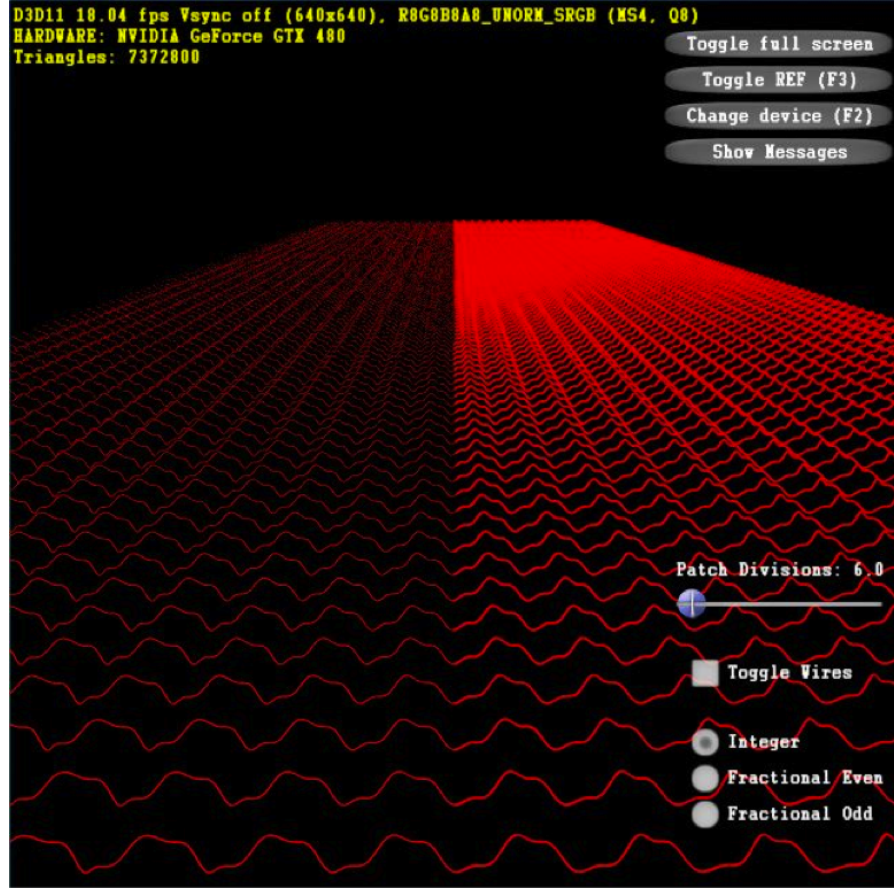 D3D11 18.04 fps Vsync off (640x640), R8G8B8A8_UNORM_SRGB (MS4, Q8)
HARDWARE: NVIDIA GeForce GTX 480
Triangles: 7372800
Toggle full screen
Toggle REF (F3)
Change device (F2)
Show Messages
Patch Divisions: 6.0
Toggle Wires
Integer
Fractional Even
Fractional Odd